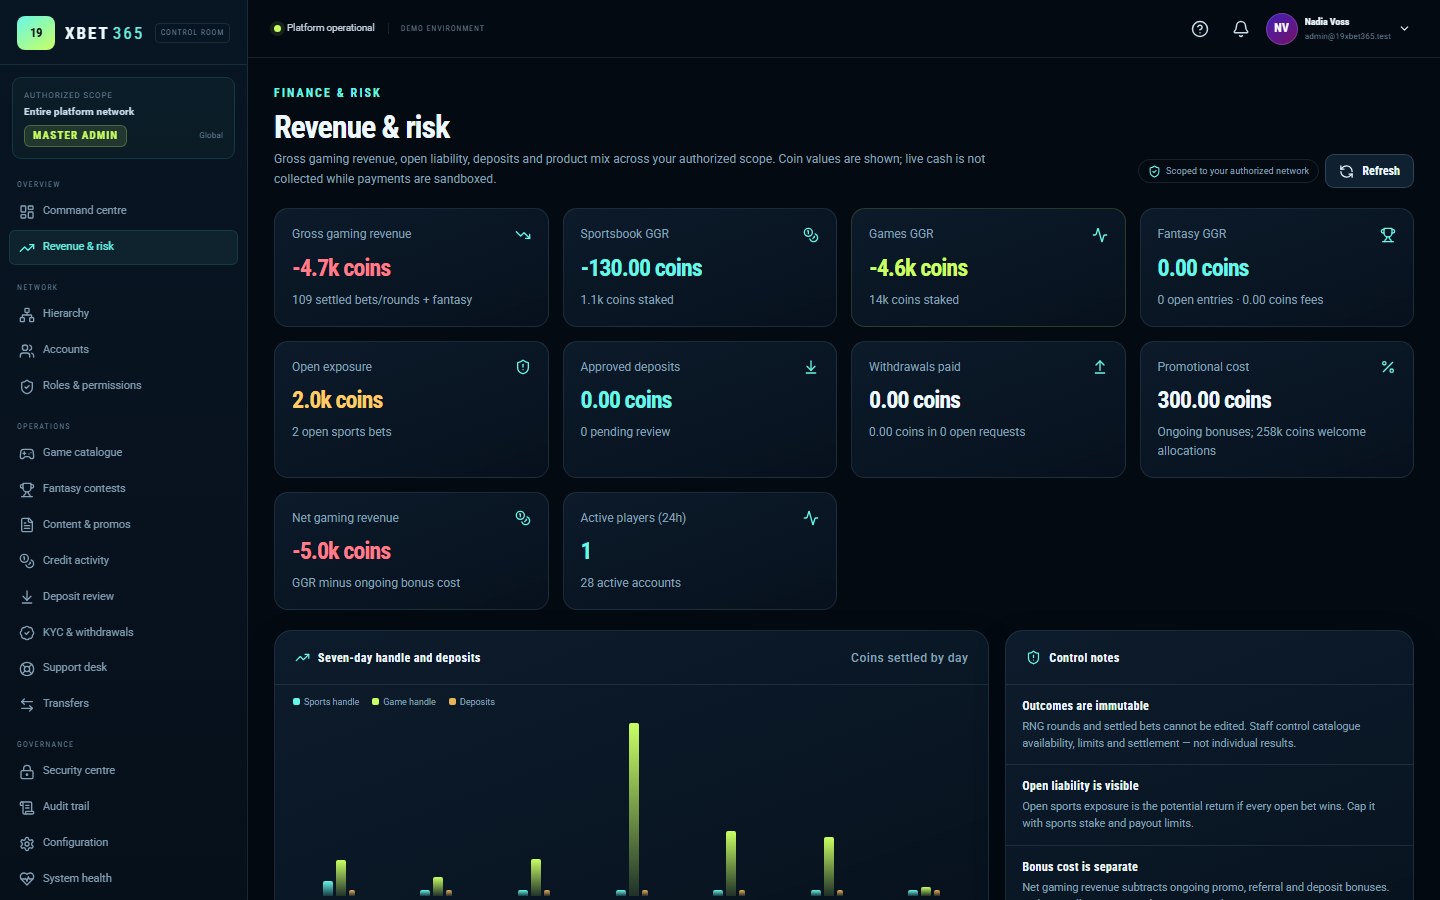 19
XBET 365
CONTROL ROOM
AUTHORIZED SCOPE
Entire platform network
MASTER ADMIN
Global
OVERVIEW
Command centre
Revenue & risk
NETWORK
Hierarchy
Accounts
Roles & permissions
OPERATIONS
Game catalogue
Fantasy contests
Content & promos
Credit activity
Deposit review
KYC & withdrawals
Support desk
Transfers
GOVERNANCE
Security centre
Audit trail
Configuration
System health
Platform operational
DEMO ENVIRONMENT
NV
Nadia Voss
admin@19xbet365.test
FINANCE & RISK
Revenue & risk
Gross gaming revenue, open liability, deposits and product mix across your authorized scope. Coin values are shown; live cash is not
collected while payments are sandboxed.
Scoped to your authorized network
Refresh
Gross gaming revenue
-4.7k coins
109 settled bets/rounds + fantasy
Sportsbook GGR
-130.00 coins
1.1k coins staked
Games GGR
-4.6k coins
14k coins staked
Fantasy GGR
0.00 coins
0 open entries · 0.00 coins fees
Open exposure
2.0k coins
2 open sports bets
Approved deposits
0.00 coins
0 pending review
Withdrawals paid
0.00 coins
0.00 coins in 0 open requests
Promotional cost
300.00 coins
Ongoing bonuses; 258k coins welcome
allocations
Net gaming revenue
-5.0k coins
GGR minus ongoing bonus cost
Active players (24h)
1
28 active accounts
Seven-day handle and deposits
Coins settled by day
Sports handle
Game handle
Deposits
Control notes
Outcomes are immutable
RNG rounds and settled bets cannot be edited. Staff control catalogue
availability, limits and settlement — not individual results.
Open liability is visible
Open sports exposure is the potential return if every open bet wins. Cap it
with sports stake and payout limits.
Bonus cost is separate
Net gaming revenue subtracts ongoing promo, referral and deposit bonuses.